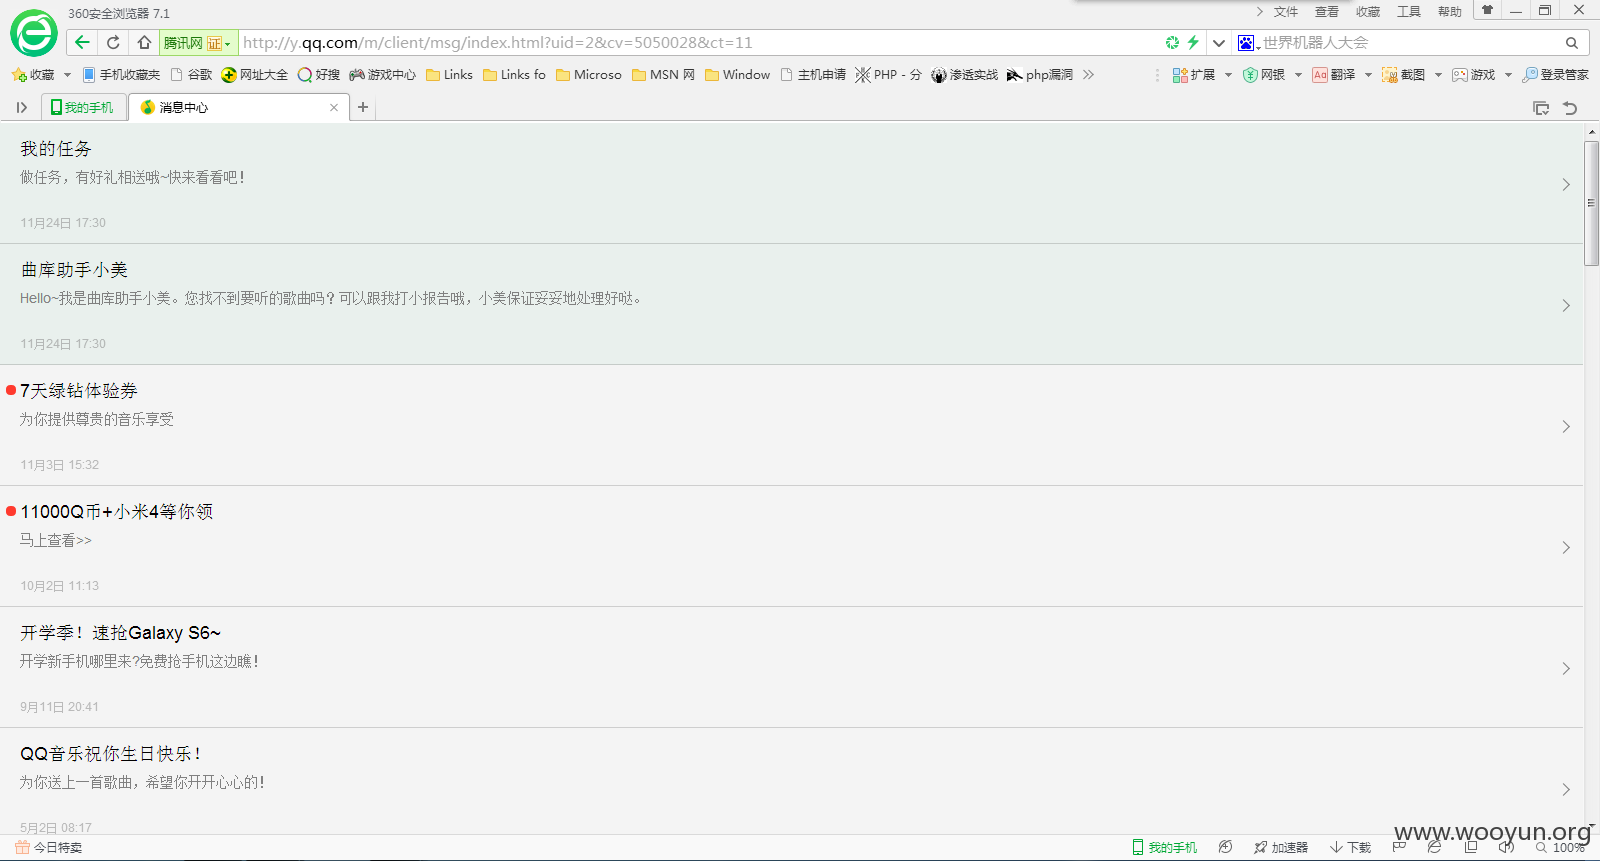 360安全浏览器 7.1
文件 查看 收藏 工具 帮助
腾讯网 证 http://y.qq.com/m/client/msg/index.html?uid=2&cv=5050028&ct=11 世界机器人大会
收藏 手机收藏夹 谷歌 网址大全 好搜 游戏中心 Links Links fo Microso MSN 网 Window 主机申请 PHP - 分 渗透实战 php漏洞 扩展 网银 Aa 翻译 截图 游戏 登录管家
我的手机 消息中心
我的任务
做任务，有好礼相送哦~快来看看吧！
11月24日 17:30
曲库助手小美
Hello~我是曲库助手小美。您找不到要听的歌曲吗？可以跟我打小报告哦，小美保证妥妥地处理好哒。
11月24日 17:30
7天绿钻体验券
为你提供尊贵的音乐享受
11月3日 15:32
11000Q币+小米4等你领
马上查看>>
10月2日 11:13
开学季！速抢Galaxy S6~
开学新手机哪里来?免费抢手机这边瞧！
9月11日 20:41
QQ音乐祝你生日快乐！
为你送上一首歌曲，希望你开开心心的！
5月2日 08:17
www.wooyun.org
今日特卖 我的手机 加速器 下载 100%